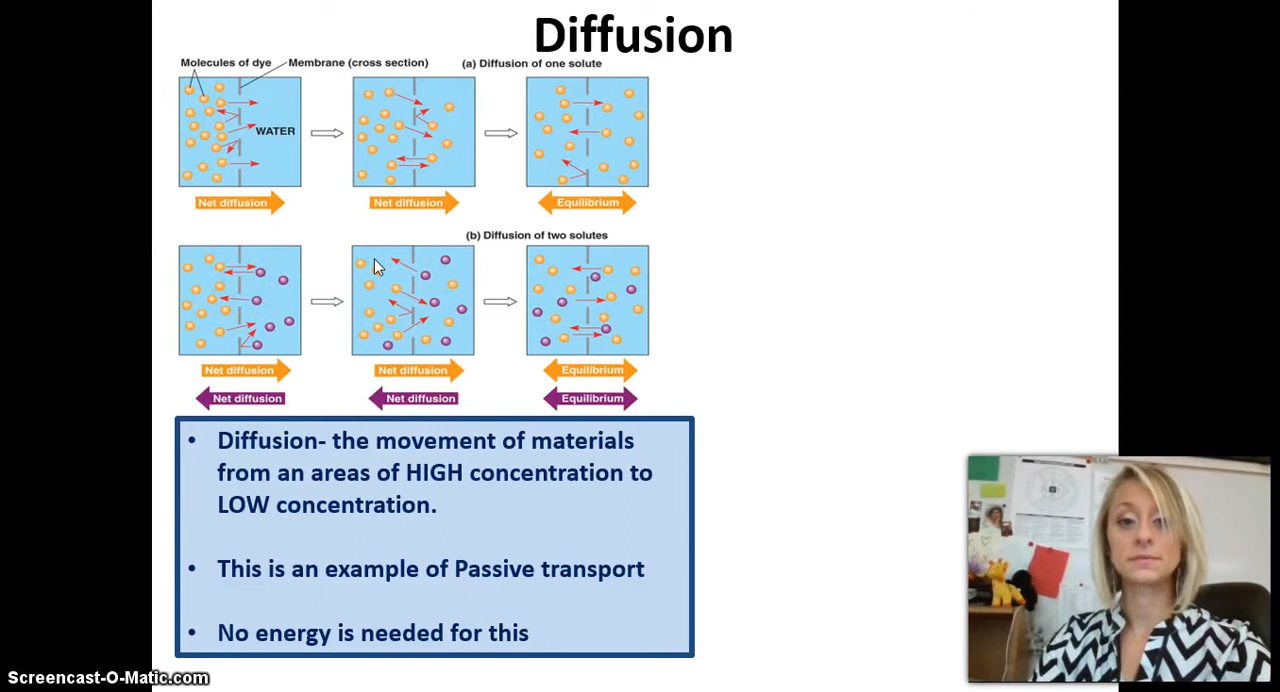 Diffusion
Molecules of dye
Membrane (cross section)
(a) Diffusion of one solute
WATER
Net diffusion
Net diffusion
Equilibrium
(b) Diffusion of two solutes
Net diffusion
Net diffusion
Equilibrium
Net diffusion
Net diffusion
Equilibrium
• Diffusion- the movement of materials
from an areas of HIGH concentration to
LOW concentration.
• This is an example of Passive transport
• No energy is needed for this
Screencast-O-Matic.com